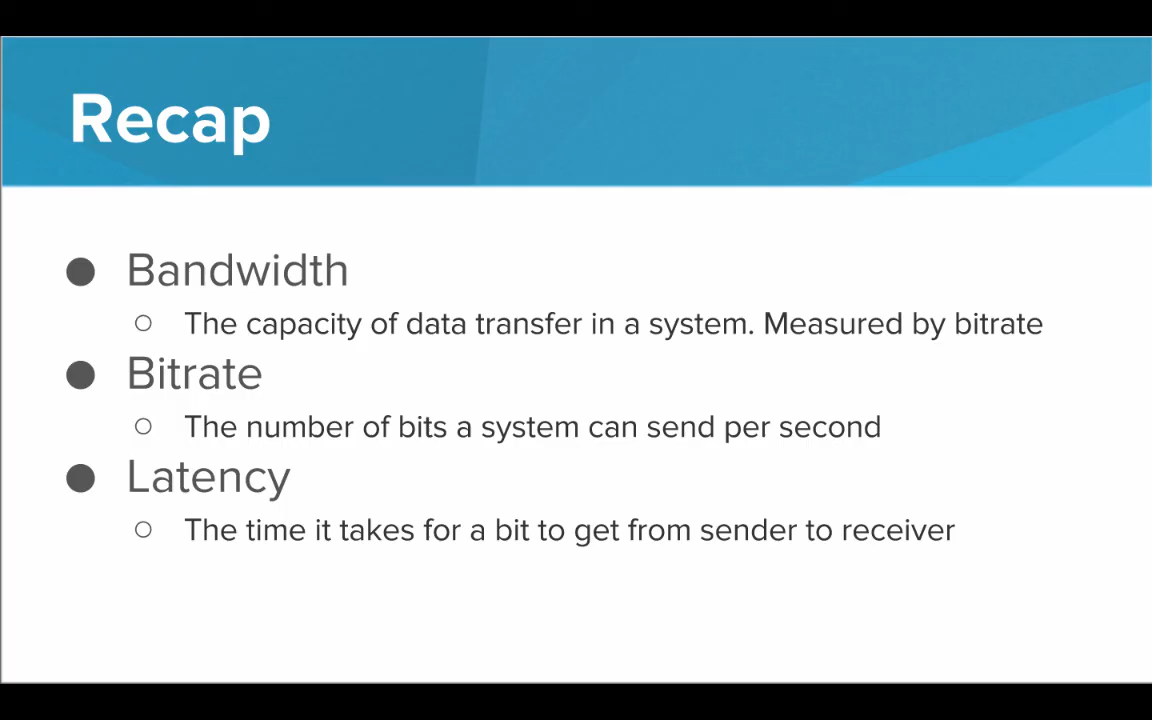 Recap
● Bandwidth
○ The capacity of data transfer in a system. Measured by bitrate
● Bitrate
○ The number of bits a system can send per second
● Latency
○ The time it takes for a bit to get from sender to receiver